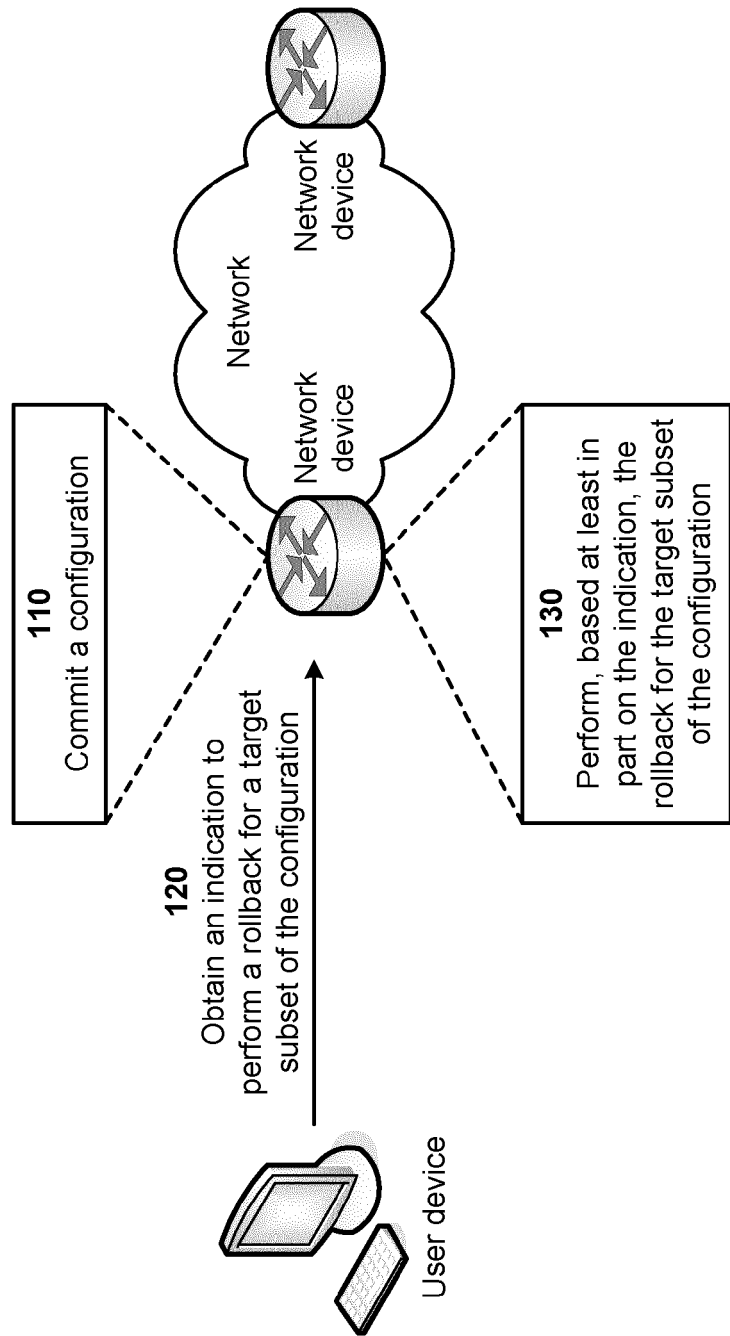 110
Commit a configuration
120
Obtain an indication to
perform a rollback for a target
subset of the configuration
User device
Network
Network
device
Network
device
130
Perform, based at least in
part on the indication, the
rollback for the target subset
of the configuration